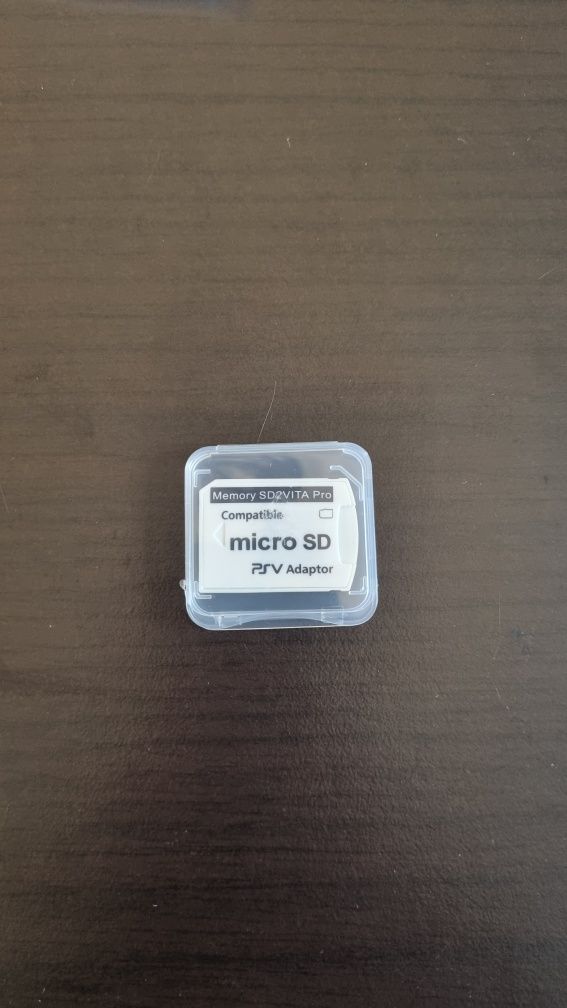 Memory SD2VITA Pro
Compatible
micro SD
PSV Adaptor